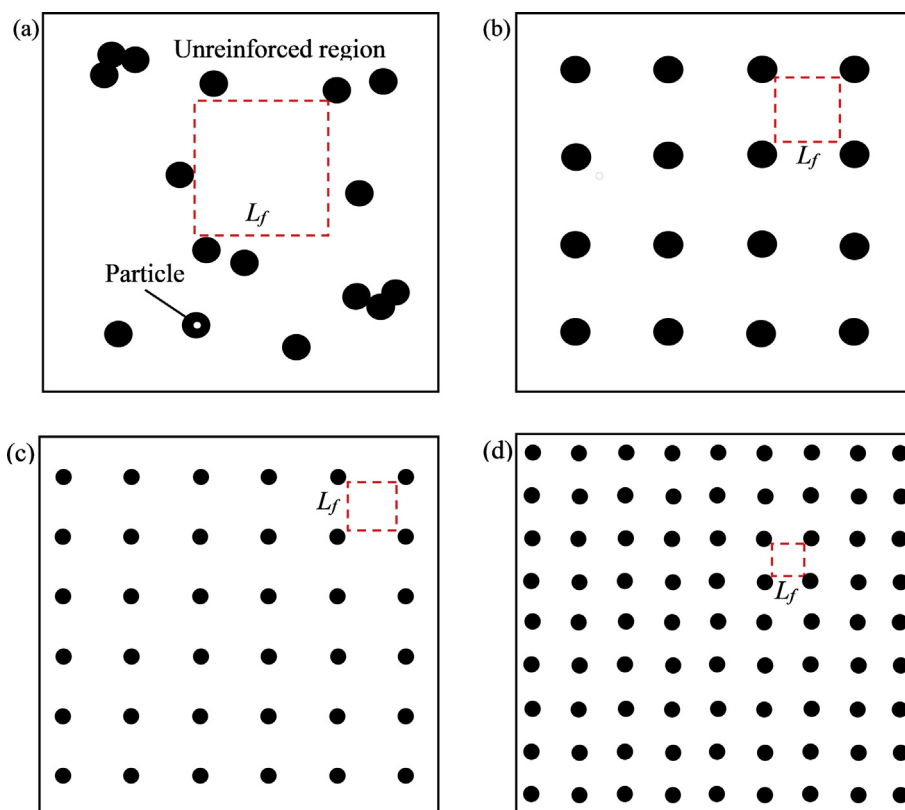 (a)
Unreinforced region
L_f
Particle
(b)
L_f
(c)
L_f
(d)
L_f